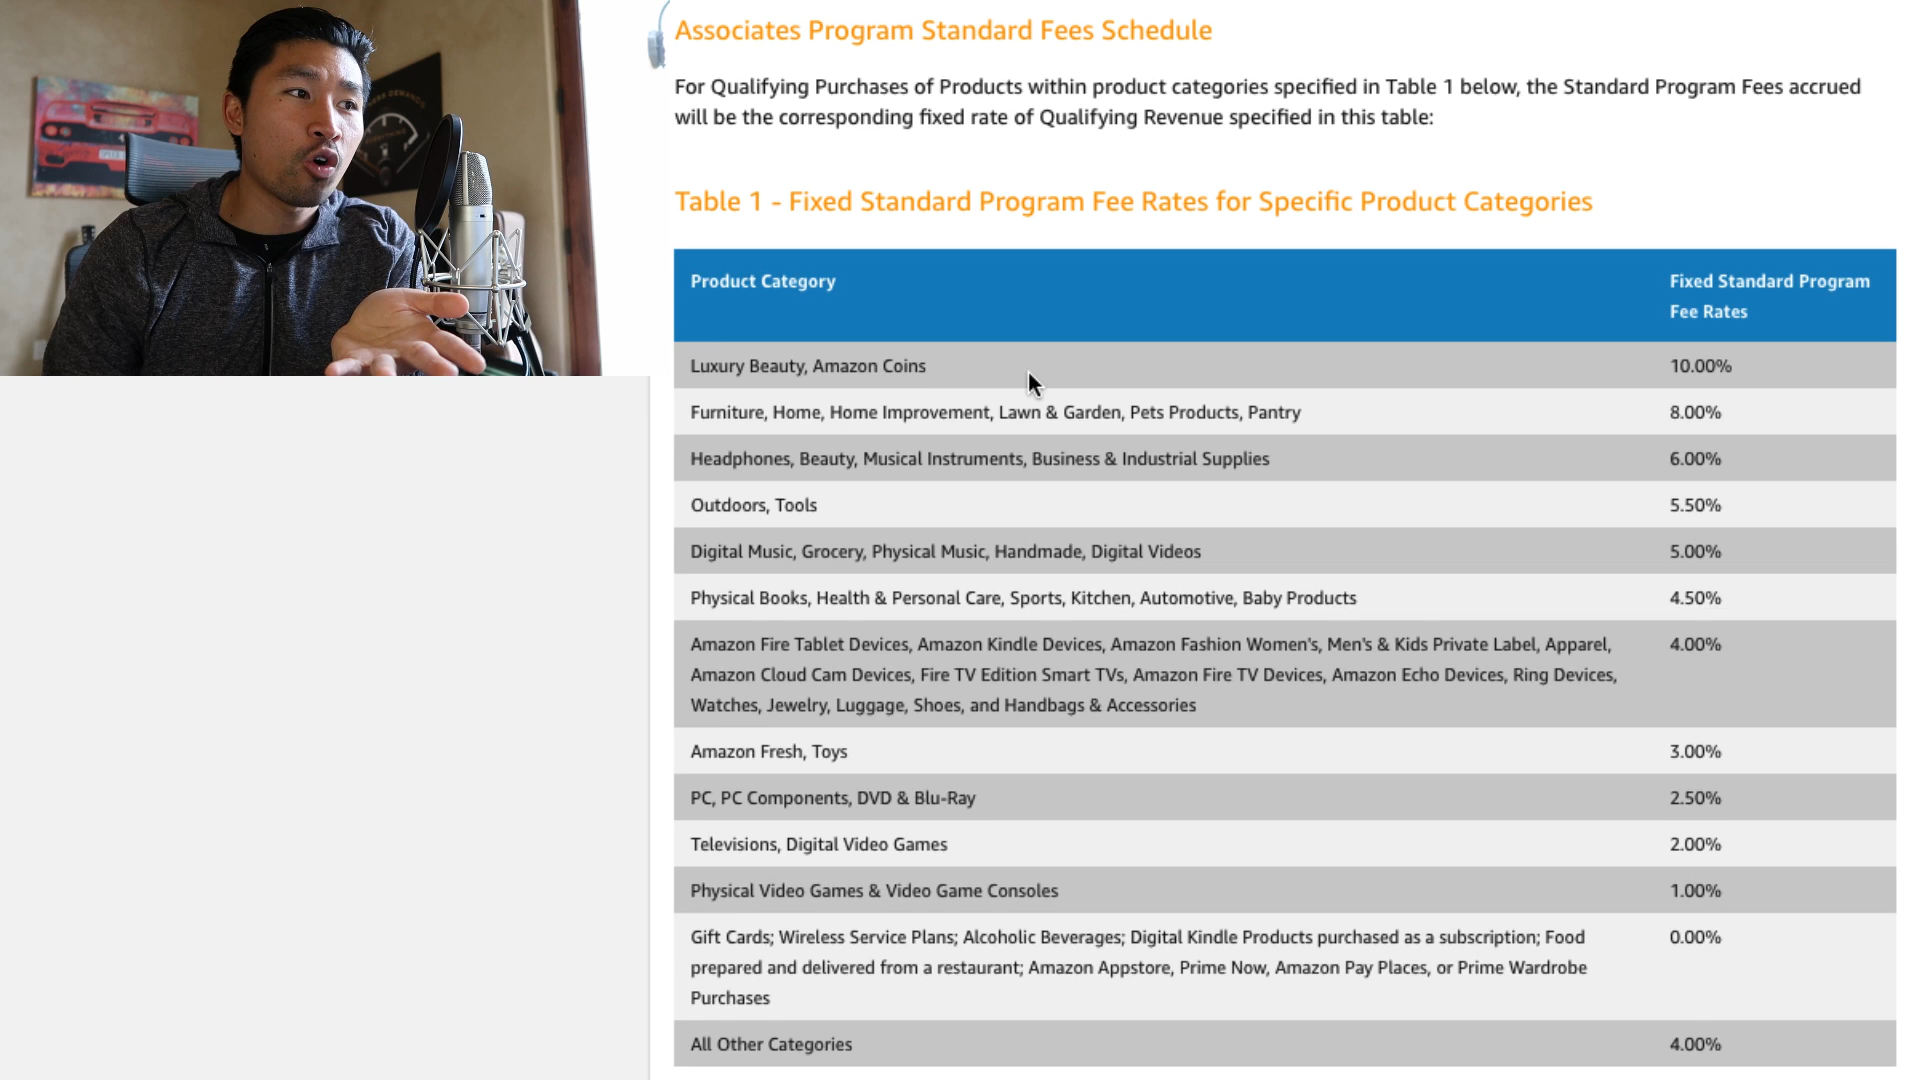 Associates Program Standard Fees Schedule
For Qualifying Purchases of Products within product categories specified in Table 1 below, the Standard Program Fees accrued
will be the corresponding fixed rate of Qualifying Revenue specified in this table:
Table 1 - Fixed Standard Program Fee Rates for Specific Product Categories
Product Category Fixed Standard Program
Fee Rates
Luxury Beauty, Amazon Coins 10.00%
Furniture, Home, Home Improvement, Lawn & Garden, Pets Products, Pantry 8.00%
Headphones, Beauty, Musical Instruments, Business & Industrial Supplies 6.00%
Outdoors, Tools 5.50%
Digital Music, Grocery, Physical Music, Handmade, Digital Videos 5.00%
Physical Books, Health & Personal Care, Sports, Kitchen, Automotive, Baby Products 4.50%
Amazon Fire Tablet Devices, Amazon Kindle Devices, Amazon Fashion Women's, Men's & Kids Private Label, Apparel, 4.00%
Amazon Cloud Cam Devices, Fire TV Edition Smart TVs, Amazon Fire TV Devices, Amazon Echo Devices, Ring Devices,
Watches, Jewelry, Luggage, Shoes, and Handbags & Accessories
Amazon Fresh, Toys 3.00%
PC, PC Components, DVD & Blu-Ray 2.50%
Televisions, Digital Video Games 2.00%
Physical Video Games & Video Game Consoles 1.00%
Gift Cards; Wireless Service Plans; Alcoholic Beverages; Digital Kindle Products purchased as a subscription; Food 0.00%
prepared and delivered from a restaurant; Amazon Appstore, Prime Now, Amazon Pay Places, or Prime Wardrobe
Purchases
All Other Categories 4.00%